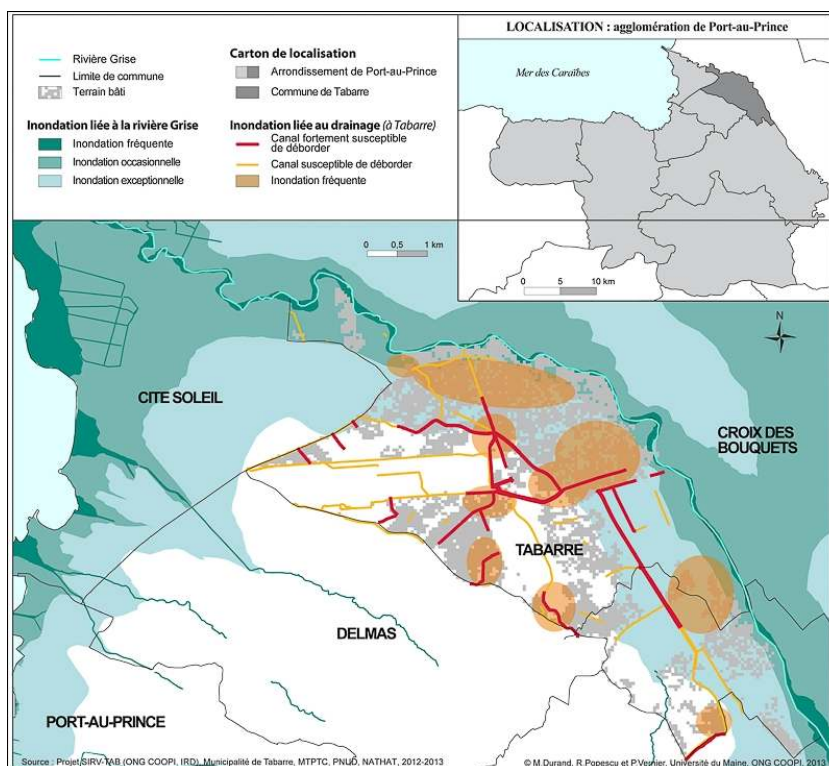 LOCALISATION : agglomération de Port-au-Prince
Rivière Grise
Limite de commune
Terrain bâti
Carton de localisation
Arrondissement de Port-au-Prince
Commune de Tabarre
Inondation liée à la rivière Grise
Inondation fréquente
Inondation occasionnelle
Inondation exceptionnelle
Inondation liée au drainage (à Tabarre)
Canal fortement susceptible
de déborder
Canal susceptible de déborder
Inondation fréquente
Mer des Caraïbes
0 5 10 km
0 0,5 1 km
N
CITE SOLEIL
CROIX DES
BOUQUETS
TABARRE
DELMAS
PORT-AU-PRINCE
Source : Projet SIRV-TAB (ONG COOPI, IRD), Municipalité de Tabarre, MTPTC, PNUD, NATHAT, 2012-2013
© M.Durand, R.Popescu et P.Vesnier, Université du Maine, ONG COOPI, 2013